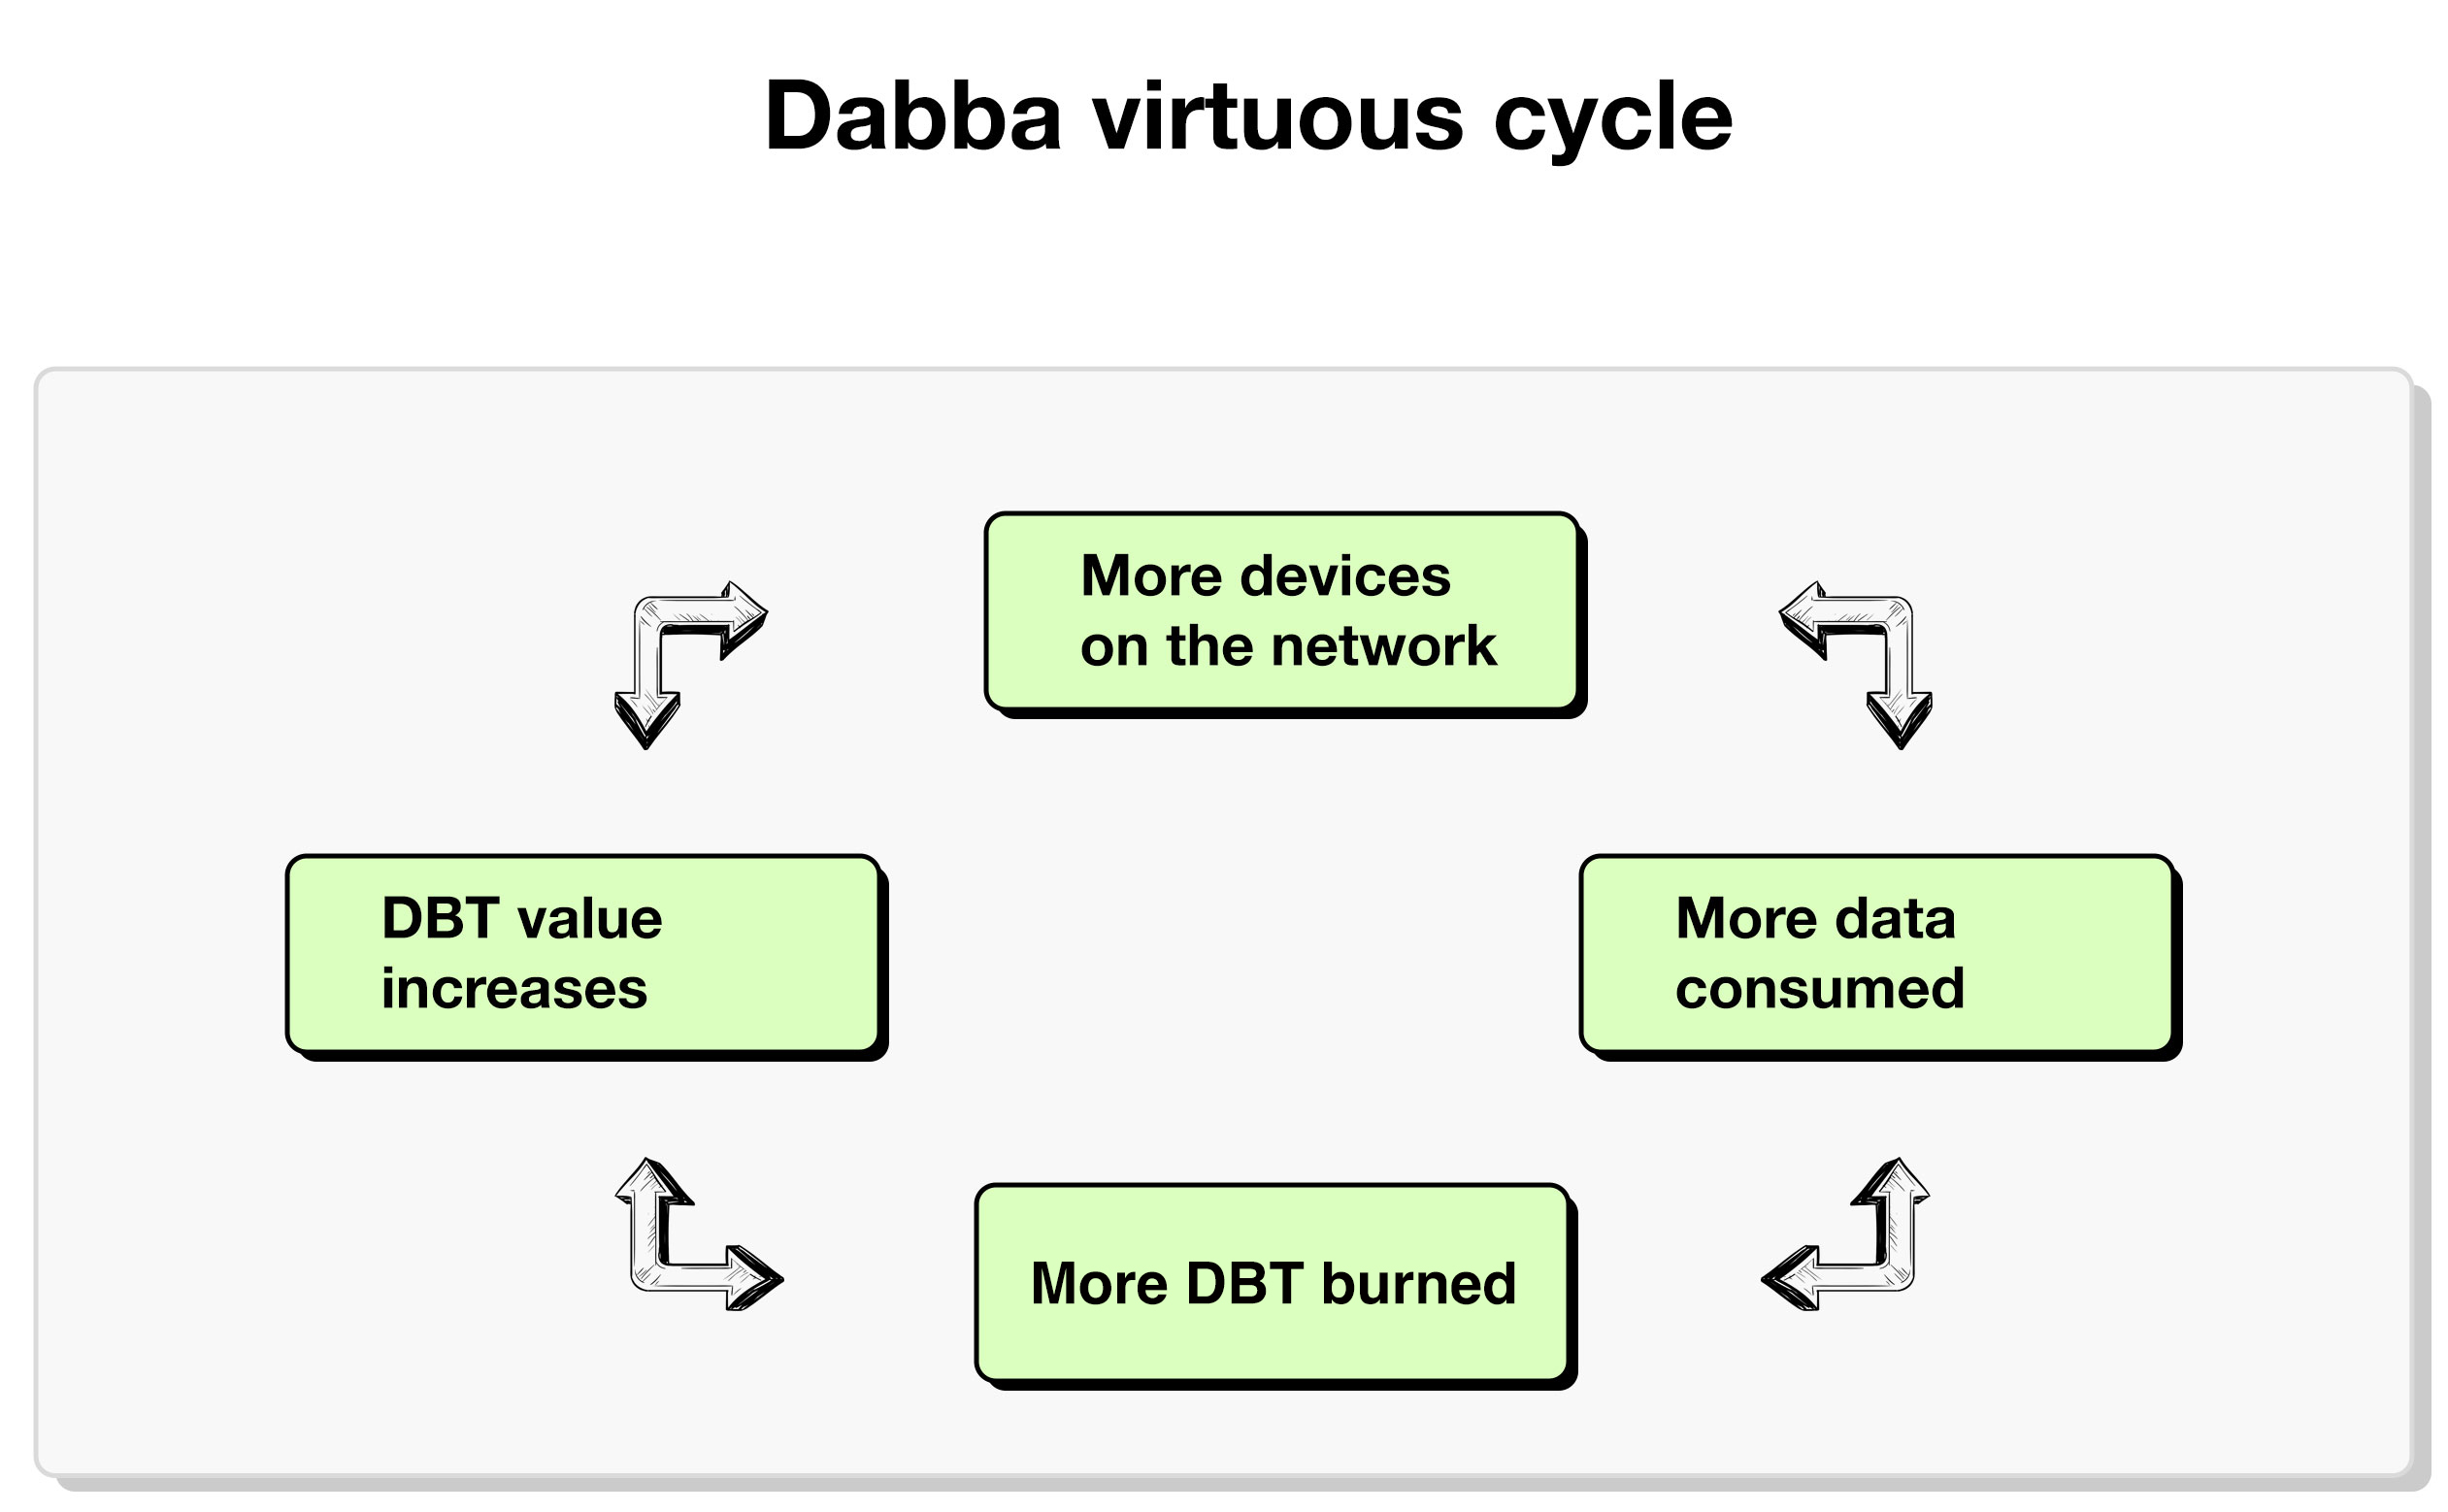 Dabba virtuous cycle
More devices
on the network
DBT value
increases
More data
consumed
More DBT burned